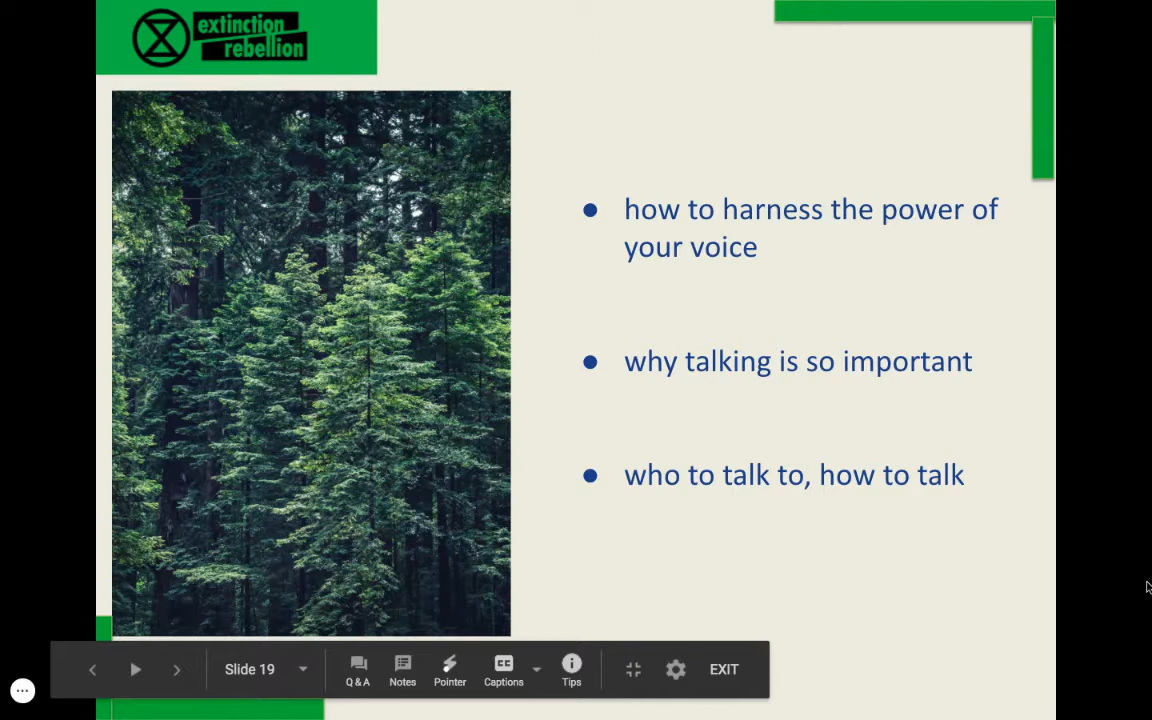 extinction
rebellion
● how to harness the power of
your voice
● why talking is so important
● who to talk to, how to talk
Slide 19
Q & A
Notes
Pointer
CC
Captions
Tips
EXIT